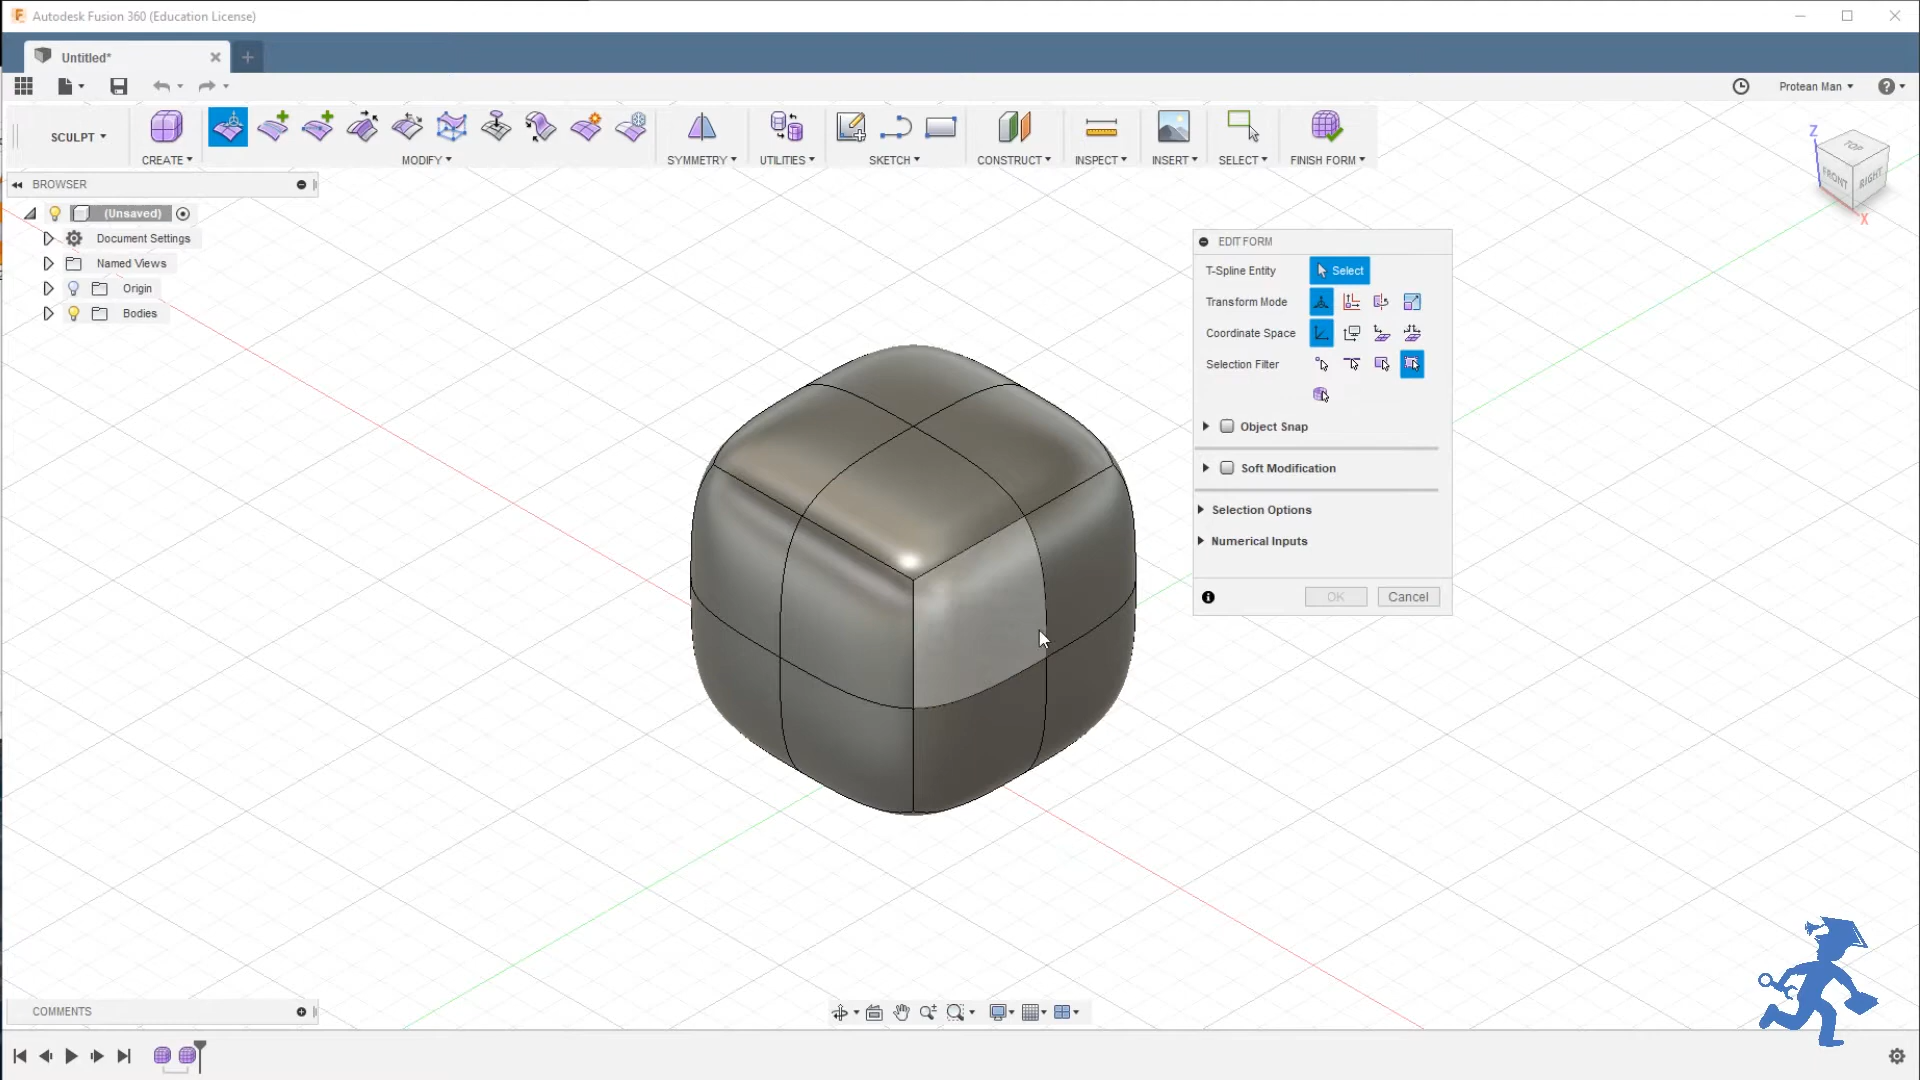 Autodesk Fusion 360 (Education License)
Untitled*
Protean Man
SCULPT
CREATE
MODIFY
SYMMETRY
UTILITIES
SKETCH
CONSTRUCT
INSPECT
INSERT
SELECT
FINISH FORM
Z
TOP
FRONT
RIGHT
X
BROWSER
(Unsaved)
Document Settings
Named Views
Origin
Bodies
EDIT FORM
T-Spline Entity
Select
Transform Mode
Coordinate Space
Selection Filter
Object Snap
Soft Modification
Selection Options
Numerical Inputs
OK
Cancel
COMMENTS